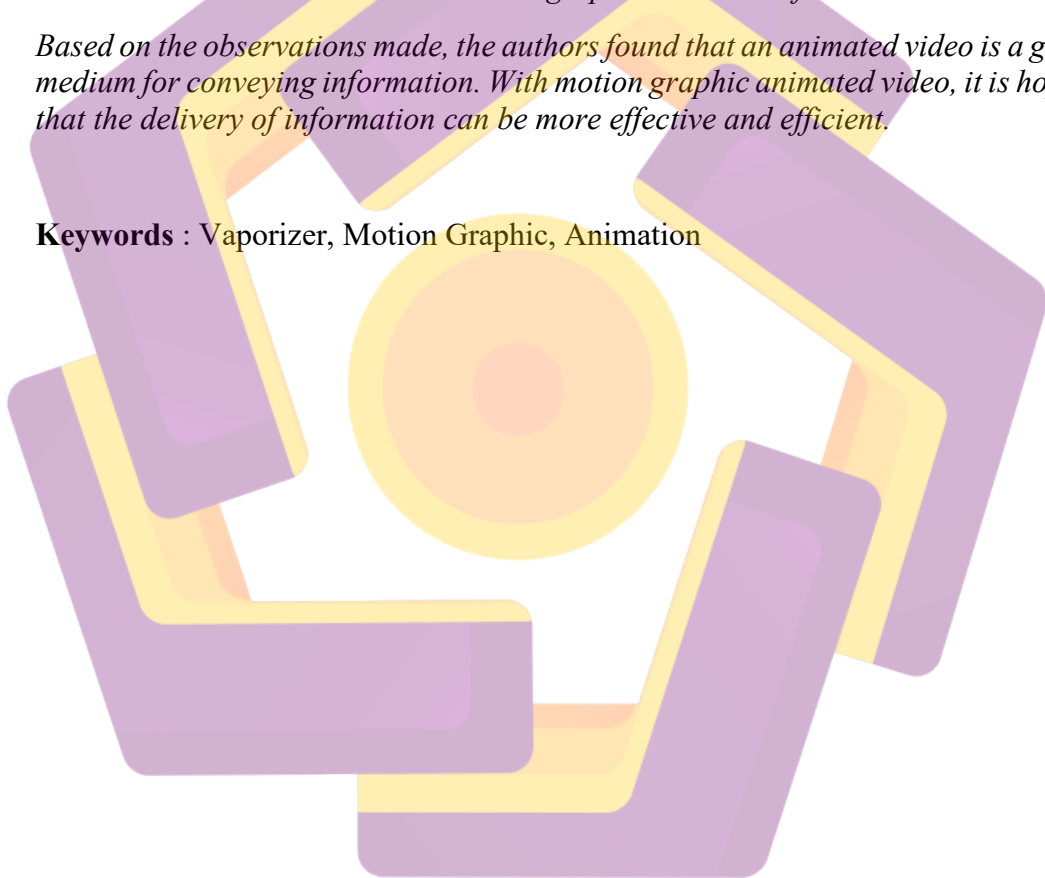 Based on the observations made, the authors found that an animated video is a g
medium for conveying information. With motion graphic animated video, it is ho
that the delivery of information can be more effective and efficient.
Keywords : Vaporizer, Motion Graphic, Animation